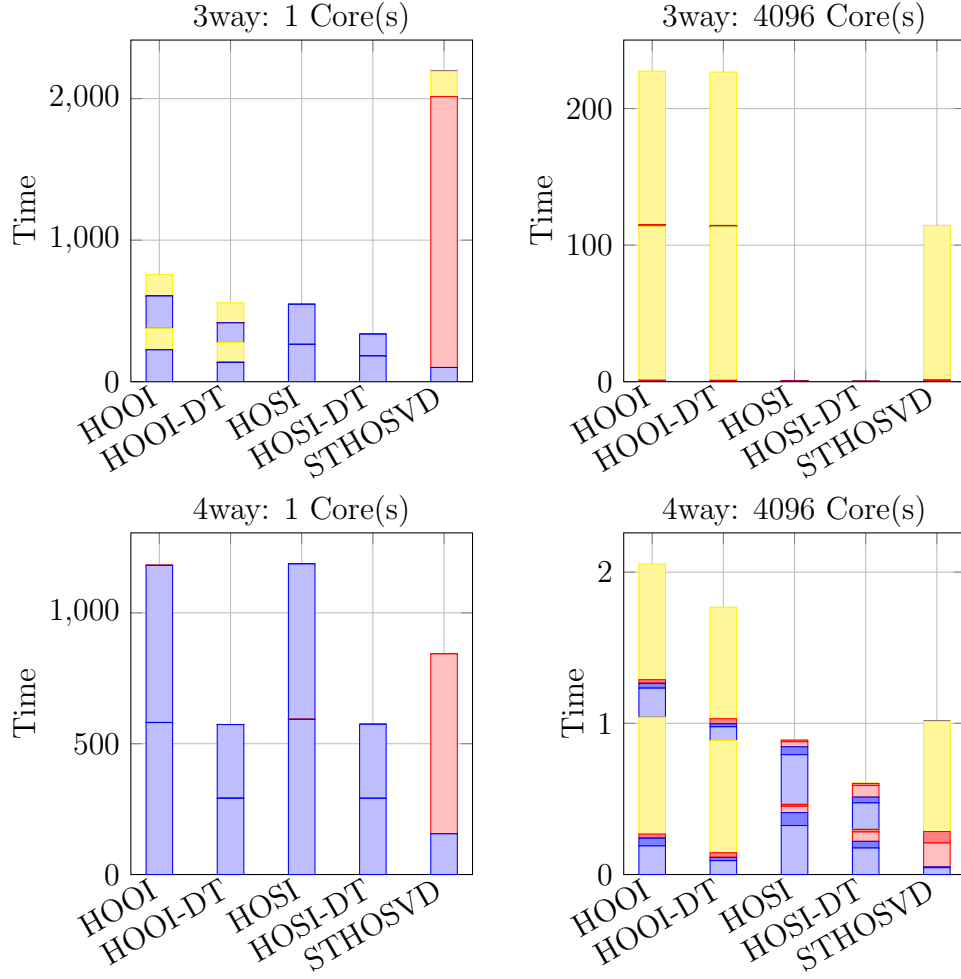 3way: 1 Core(s)
Time
2,000
1,000
0
HOOI
HOOI-DT
HOSI
HOSI-DT
STHOSVD
3way: 4096 Core(s)
Time
200
100
0
HOOI
HOOI-DT
HOSI
HOSI-DT
STHOSVD
4way: 1 Core(s)
Time
1,000
500
0
HOOI
HOOI-DT
HOSI
HOSI-DT
STHOSVD
4way: 4096 Core(s)
Time
2
1
0
HOOI
HOOI-DT
HOSI
HOSI-DT
STHOSVD